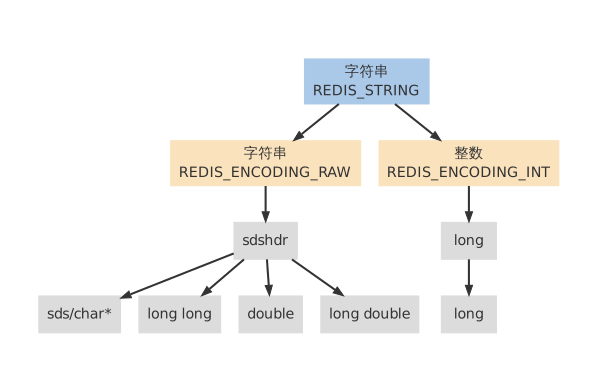 字符串
REDIS_STRING
字符串
REDIS_ENCODING_RAW
整数
REDIS_ENCODING_INT
sdshdr
long
sds/char*
long long
double
long double
long